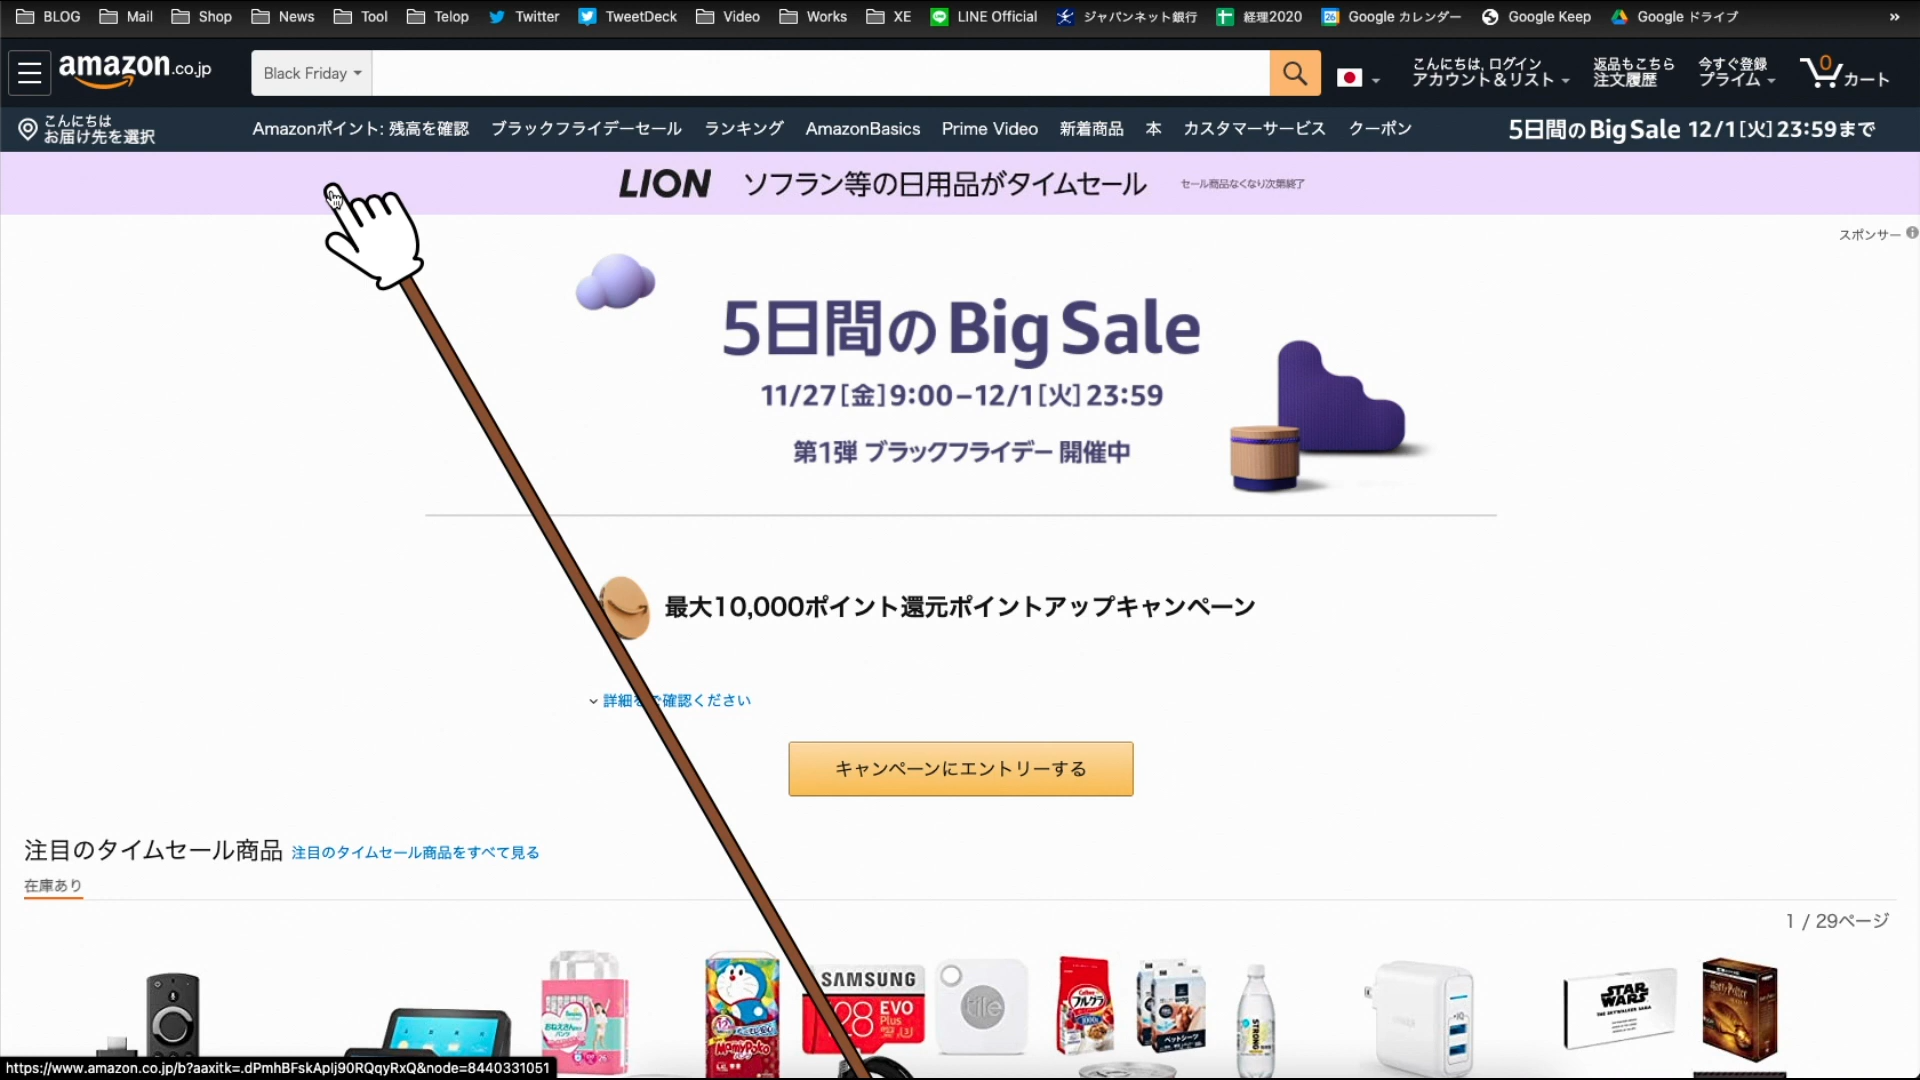 BLOG Mail Shop News Tool Telop Twitter TweetDeck Video Works XE LINE Official ジャパンネット銀行 経理2020 Google カレンダー Google Keep Google ドライブ »
amazon.co.jp Black Friday こんにちは, ログイン アカウント&リスト 返品もこちら 注文履歴 今すぐ登録 プライム 0 カート
こんにちは
お届け先を選択
Amazonポイント: 残高を確認 ブラックフライデーセール ランキング AmazonBasics Prime Video 新着商品 本 カスタマーサービス クーポン 5日間のBig Sale 12/1[火]23:59まで
LION ソフラン等の日用品がタイムセール セール商品なくなり次第終了
スポンサー
5日間のBig Sale
11/27[金]9:00-12/1[火]23:59
第1弾 ブラックフライデー 開催中
最大10,000ポイント還元ポイントアップキャンペーン
詳細をご確認ください
キャンペーンにエントリーする
注目のタイムセール商品 注目のタイムセール商品をすべて見る
在庫あり
1 / 29ページ
SAMSUNG
EVO
Plus
tile
フルグラ
ペットシーツ
STRONG
MamyPoko
STAR WARS
THE SKYWALKER SAGA
Harry Potter
https://www.amazon.co.jp/b?aaxitk=.dPmhBFskAplj90RQqyRxQ&node=8440331051